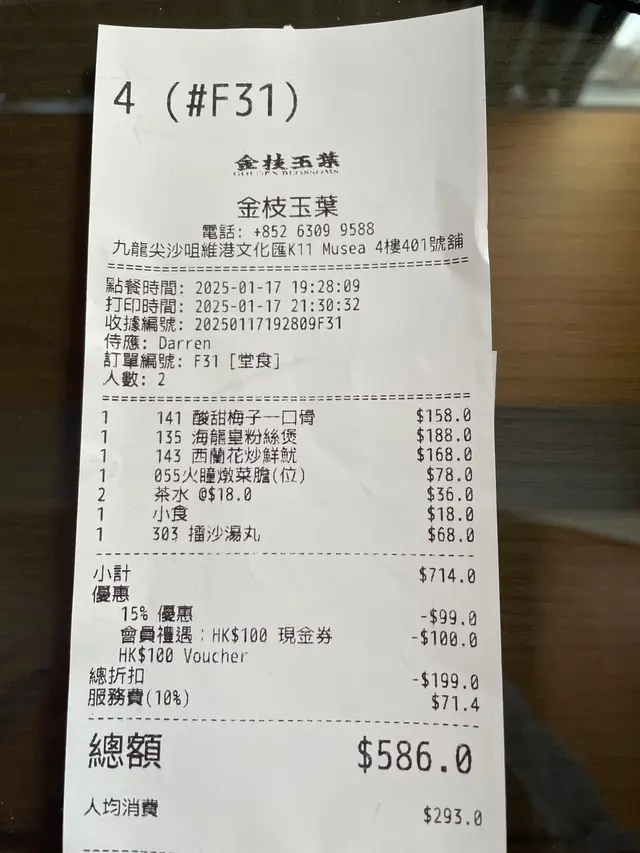 4 (#F31)
金枝玉葉
GOLDEN BLOSSOMS
金枝玉葉
電話: +852 6309 9588
九龍尖沙咀維港文化匯K11 Musea 4樓401號舖
點餐時間: 2025-01-17 19:28:09
打印時間: 2025-01-17 21:30:32
收據編號: 20250117192809F31
侍應: Darren
訂單編號: F31 [堂食]
人數: 2
1 141 酸甜梅子一口骨 $158.0
1 135 海龍皇粉絲煲 $188.0
1 143 西蘭花炒鮮魷 $168.0
1 055火瞳燉菜膽(位) $78.0
2 茶水 @$18.0 $36.0
1 小食 $18.0
1 303 擂沙湯丸 $68.0
小計 $714.0
優惠
15% 優惠 -$99.0
會員禮遇：HK$100 現金券 -$100.0
HK$100 Voucher
總折扣 -$199.0
服務費(10%) $71.4
總額 $586.0
人均消費 $293.0